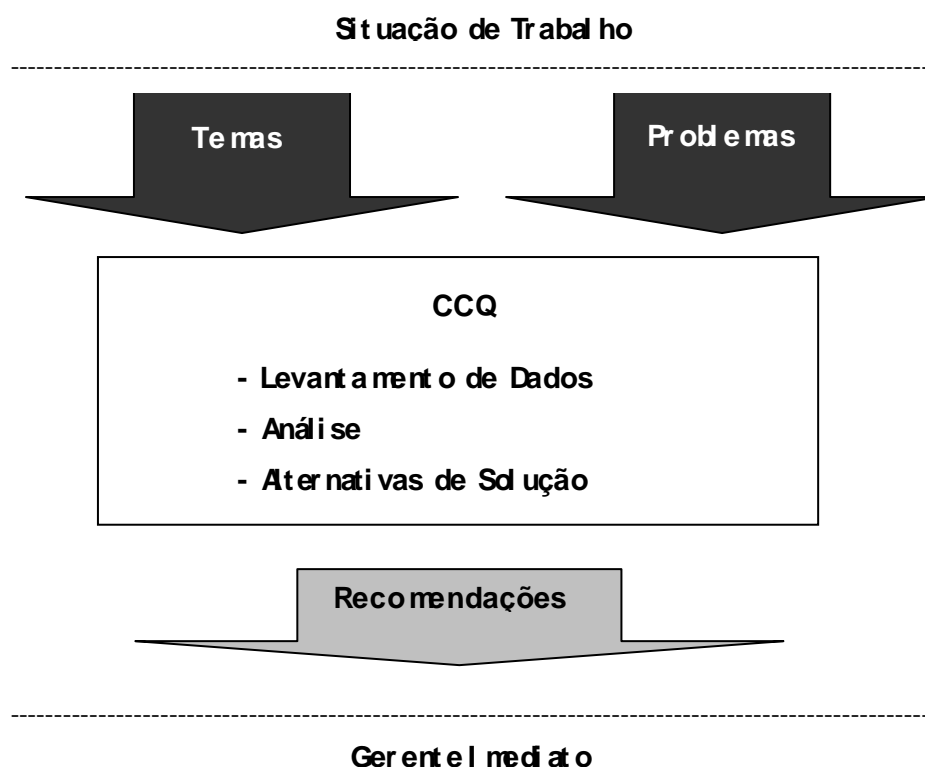 Situação de Trabalho
Temas
Problemas
CCQ
- Levantamento de Dados
- Análise
- Alternativas de Solução
Recomendações
Gerente Imediato